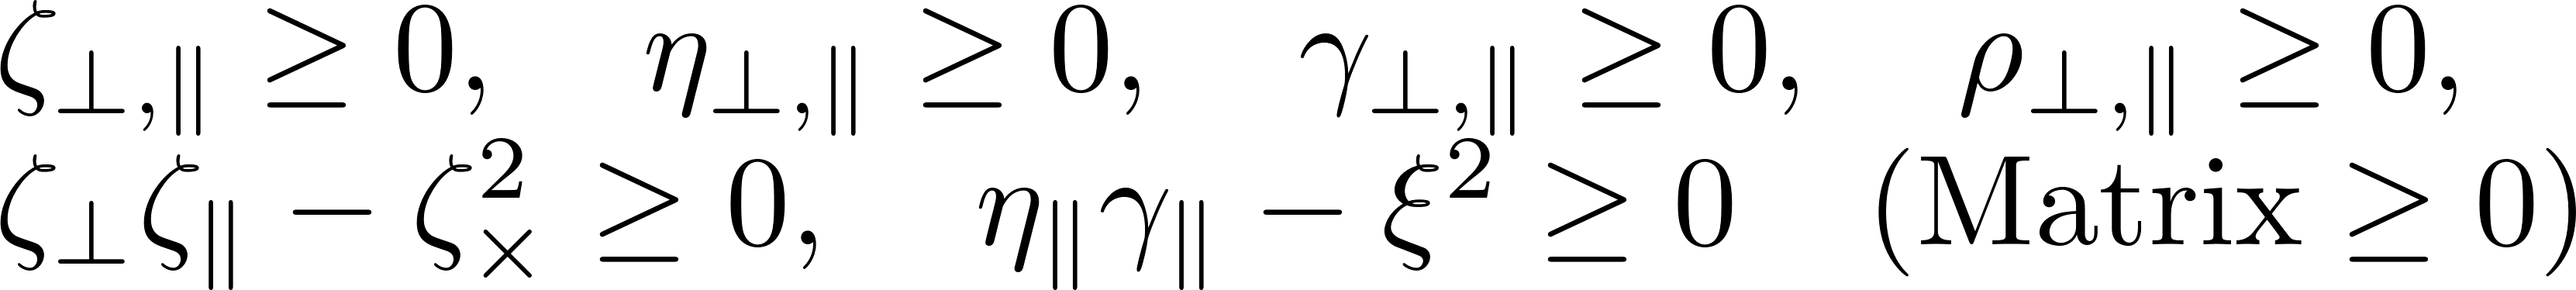 ζ⊥,∥ ≥ 0, η⊥,∥ ≥ 0, γ⊥,∥ ≥ 0, ρ⊥,∥ ≥ 0,
ζ⊥ζ∥ − ζ×² ≥ 0, η∥γ∥ − ξ² ≥ 0 (Matrix ≥ 0)